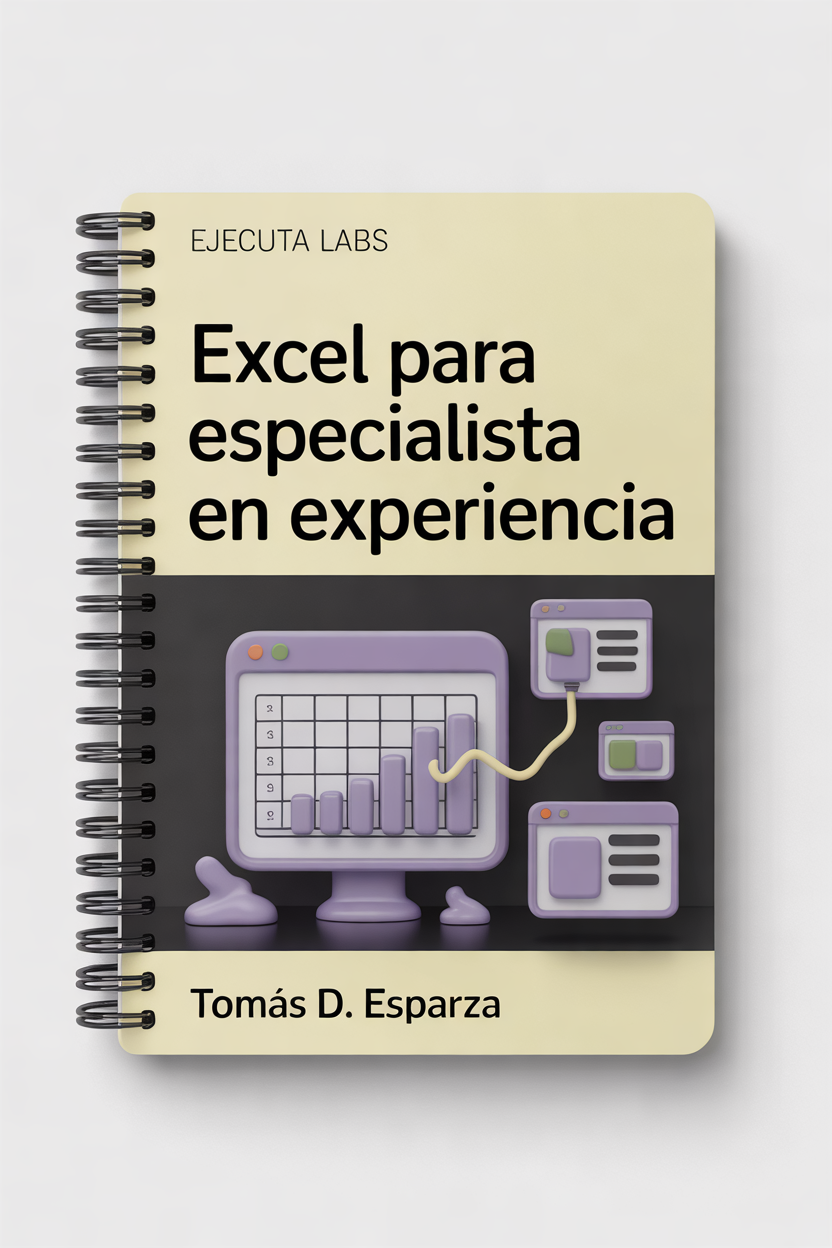 EJECUTA LABS
Excel para
especialista
en experiencia
Tomás D. Esparza